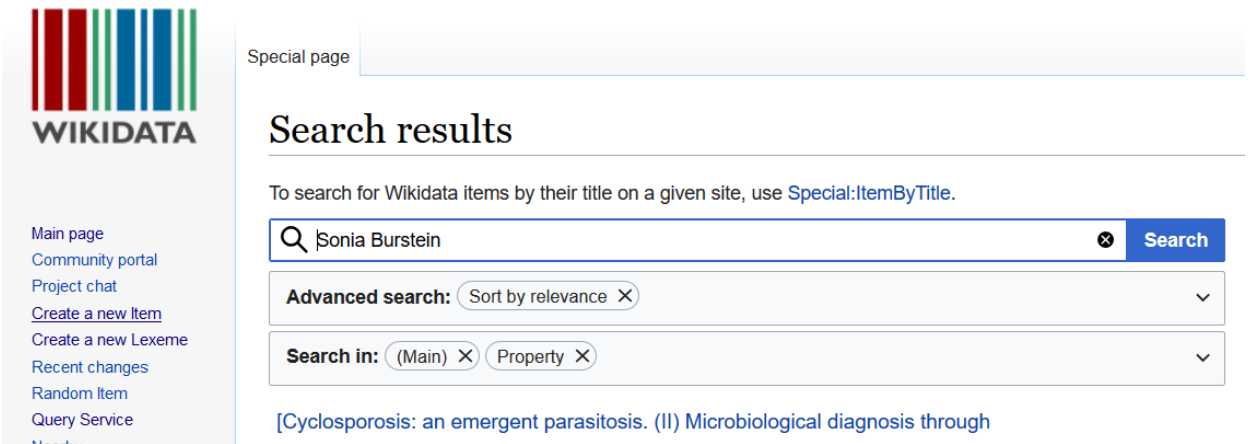 WIKIDATA
Main page
Community portal
Project chat
Create a new Item
Create a new Lexeme
Recent changes
Random Item
Query Service
Special page
Search results
To search for Wikidata items by their title on a given site, use Special:ItemByTitle.
Sonia Burstein
Search
Advanced search: Sort by relevance
Search in: (Main) Property
[Cyclosporosis: an emergent parasitosis. (II) Microbiological diagnosis through